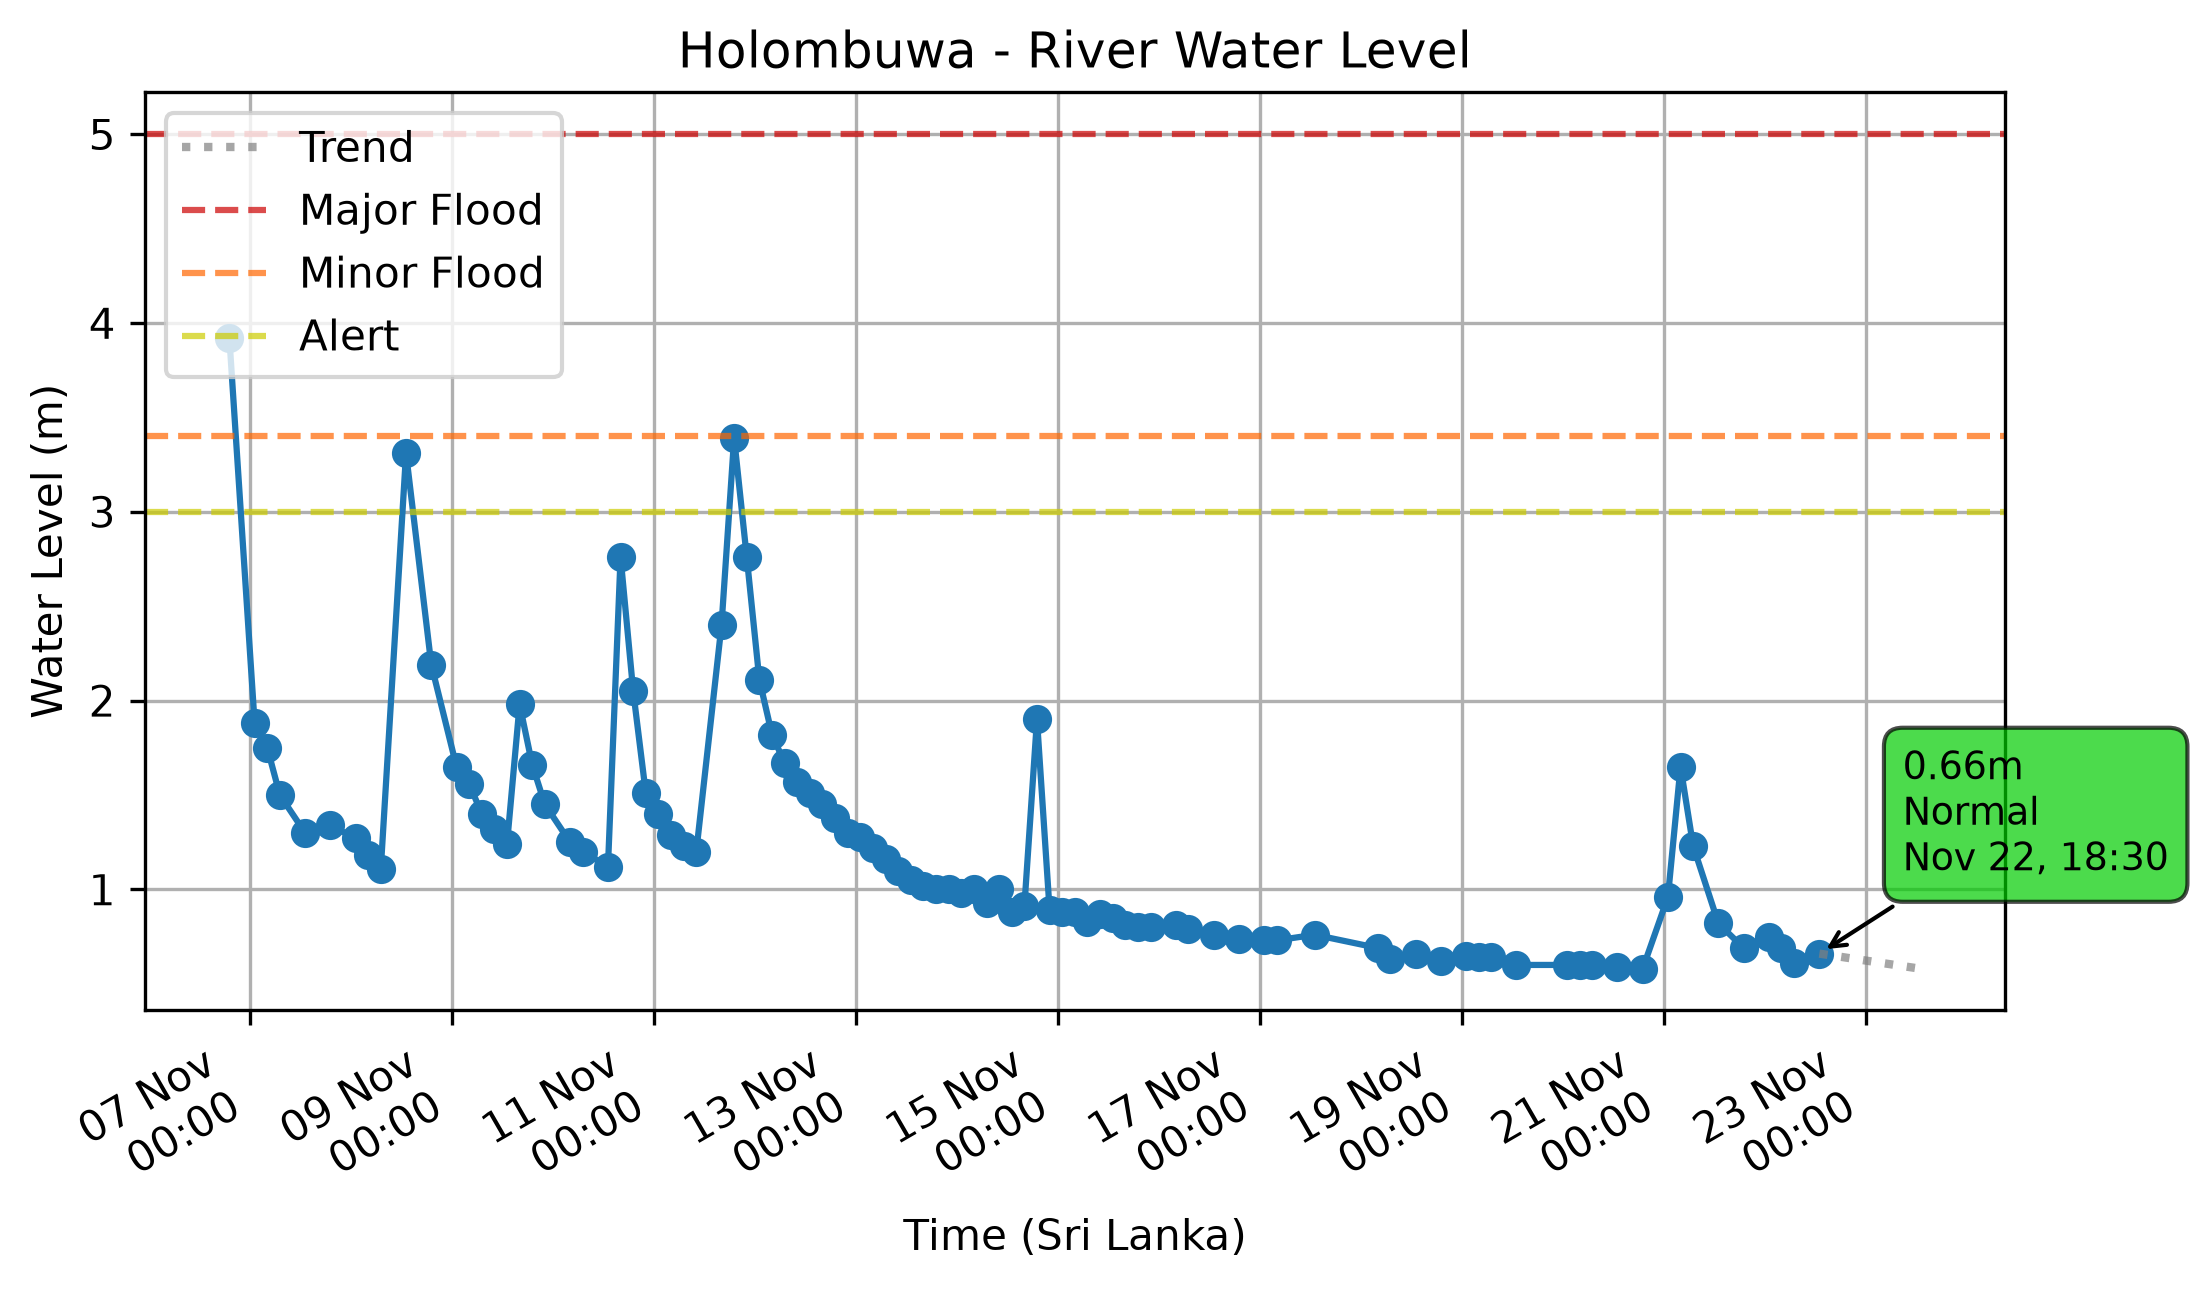 Holombuwa - River Water Level
Trend
Major Flood
Minor Flood
Alert
5
4
3
2
1
Water Level (m)
0.66m
Normal
Nov 22, 18:30
07 Nov
00:00
09 Nov
00:00
11 Nov
00:00
13 Nov
00:00
15 Nov
00:00
17 Nov
00:00
19 Nov
00:00
21 Nov
00:00
23 Nov
00:00
Time (Sri Lanka)